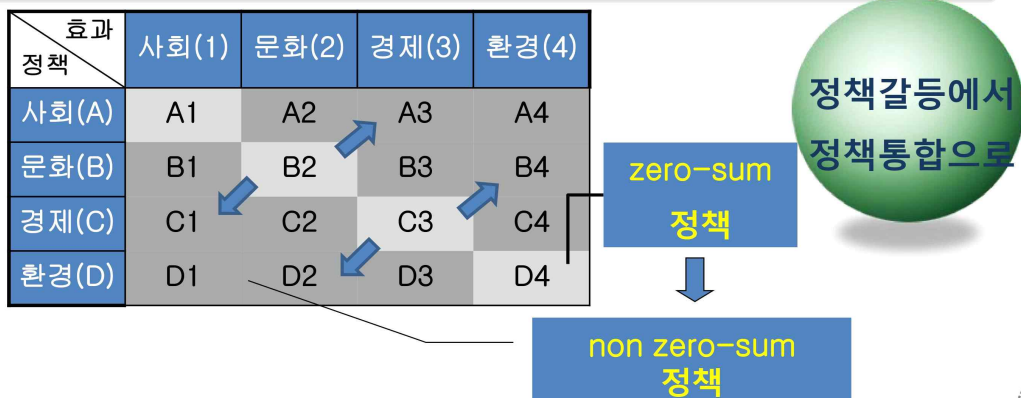 효과
정책
사회(1) 문화(2) 경제(3) 환경(4)
사회(A) A1 A2 A3 A4
문화(B) B1 B2 B3 B4
경제(C) C1 C2 C3 C4
환경(D) D1 D2 D3 D4
정책갈등에서
정책통합으로
zero-sum
정책
non zero-sum
정책